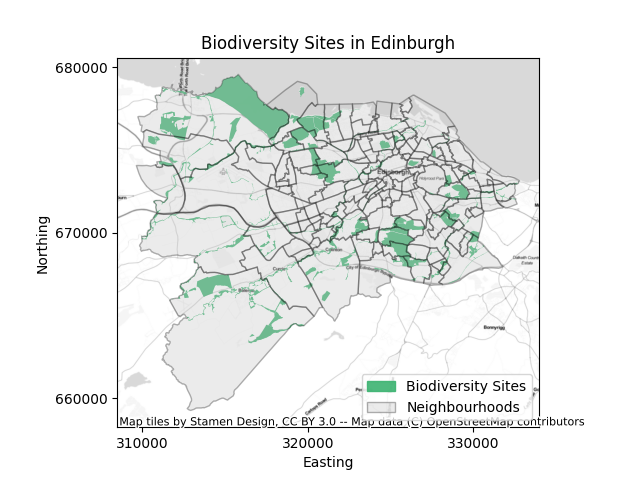 Biodiversity Sites in Edinburgh
680000
670000
660000
Northing
Edinburgh
Bonnyrigg
Biodiversity Sites
Neighbourhoods
Map tiles by Stamen Design, CC BY 3.0 -- Map data (C) OpenStreetMap contributors
310000
320000
330000
Easting